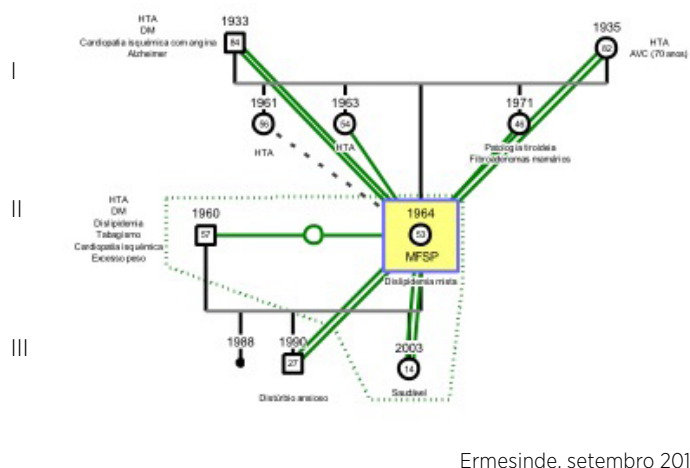 HTA
DM
Cardiopatia isquémica com angina
Alzheimer
1933
84
1935
82
HTA
AVC (70 anos)
I
1961
56
HTA
1963
54
HTA
1971
46
Patologia tiroideia
Fibroadenomas mamários
II
HTA
DM
Dislipidemia
Tabagismo
Cardiopatia isquémica
Excesso peso
1960
57
1964
53
MFSP
Dislipidemia mista
III
1988
1990
27
Distúrbio ansioso
2003
14
Saudável
Ermesinde. setembro 201